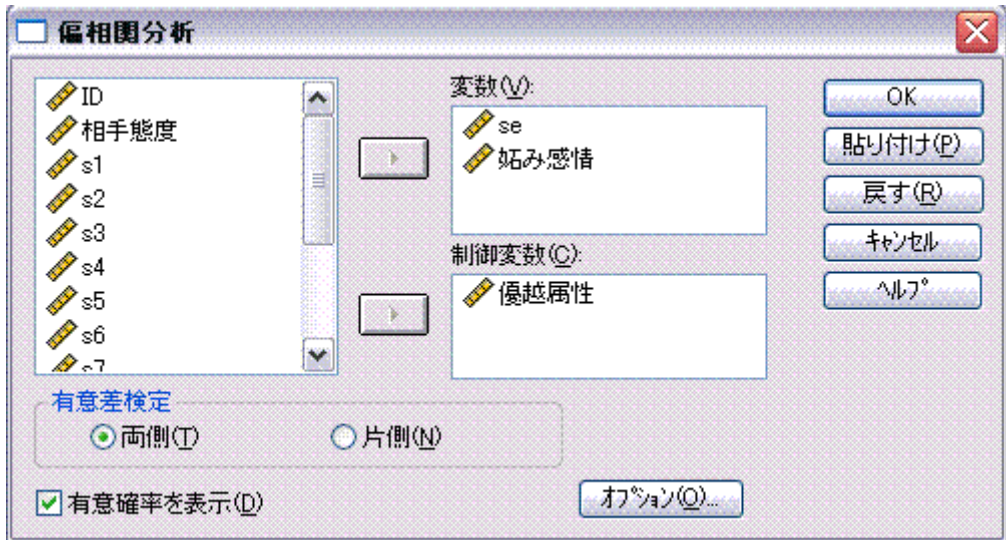 偏相関分析
ID
相手態度
s1
s2
s3
s4
s5
s6
s7
変数(V):
se
妬み感情
制御変数(C):
優越属性
OK
貼り付け(P)
戻す(R)
キャンセル
ヘルプ
有意差検定
両側(T)
片側(N)
有意確率を表示(D)
オプション(O)...